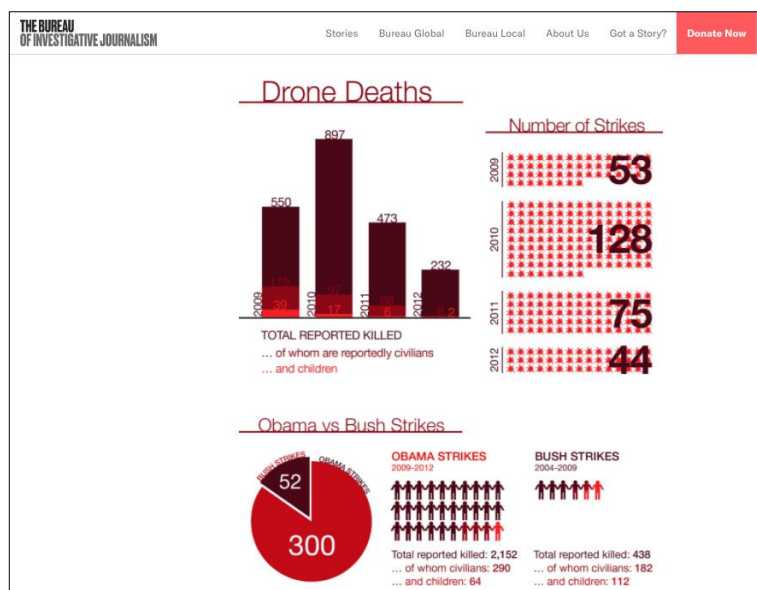 THE BUREAU
OF INVESTIGATIVE JOURNALISM
Stories Bureau Global Bureau Local About Us Got a Story? Donate Now
Drone Deaths
897
550
473
232
119
97
68
39
17
6
2
2009
2010
2011
2012
TOTAL REPORTED KILLED
... of whom are reportedly civilians
... and children
Number of Strikes
2009
53
2010
128
2011
75
2012
44
Obama vs Bush Strikes
BUSH STRIKES
OBAMA STRIKES
52
300
OBAMA STRIKES
2009-2012
Total reported killed: 2,152
... of whom civilians: 290
... and children: 64
BUSH STRIKES
2004-2009
Total reported killed: 438
... of whom civilians: 182
... and children: 112